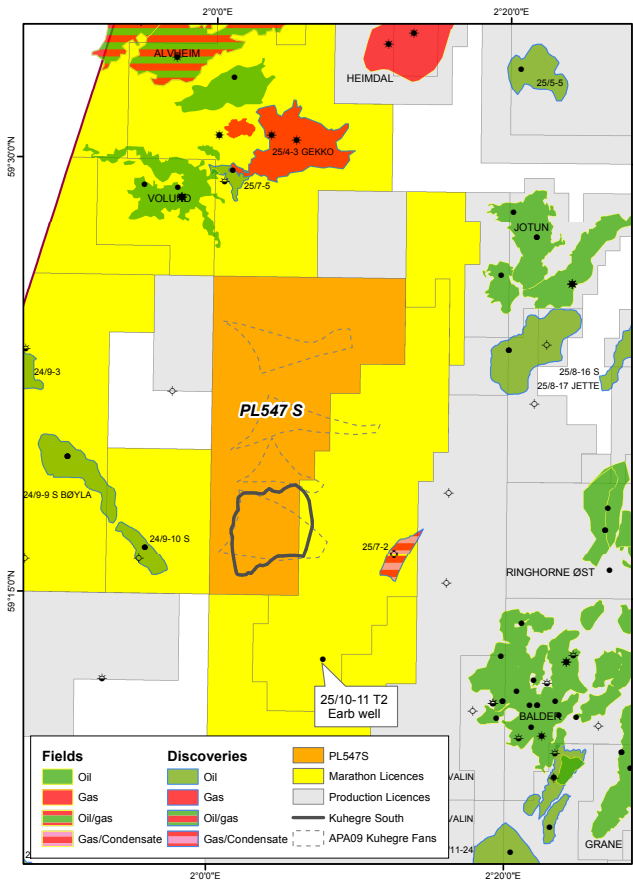 2°0'0"E
2°20'0"E
ALVHEIM
HEIMDAL
25/5-5
59°30'N
25/4-3 GEKKO
25/7-5
VOLUND
JOTUN
24/9-3
25/8-16 S
25/8-17 JETTE
PL547 S
24/9-9 S BØYLA
24/9-10 S
25/7-2
RINGHORNE ØST
59°15'N
25/10-11 T2
Earb well
BALDER
VALIN
VALIN
11-24
GRANE
Fields
Oil
Gas
Oil/gas
Gas/Condensate
Discoveries
Oil
Gas
Oil/gas
Gas/Condensate
PL547S
Marathon Licences
Production Licences
Kuhegre South
APA09 Kuhegre Fans
2°0'0"E
2°20'0"E